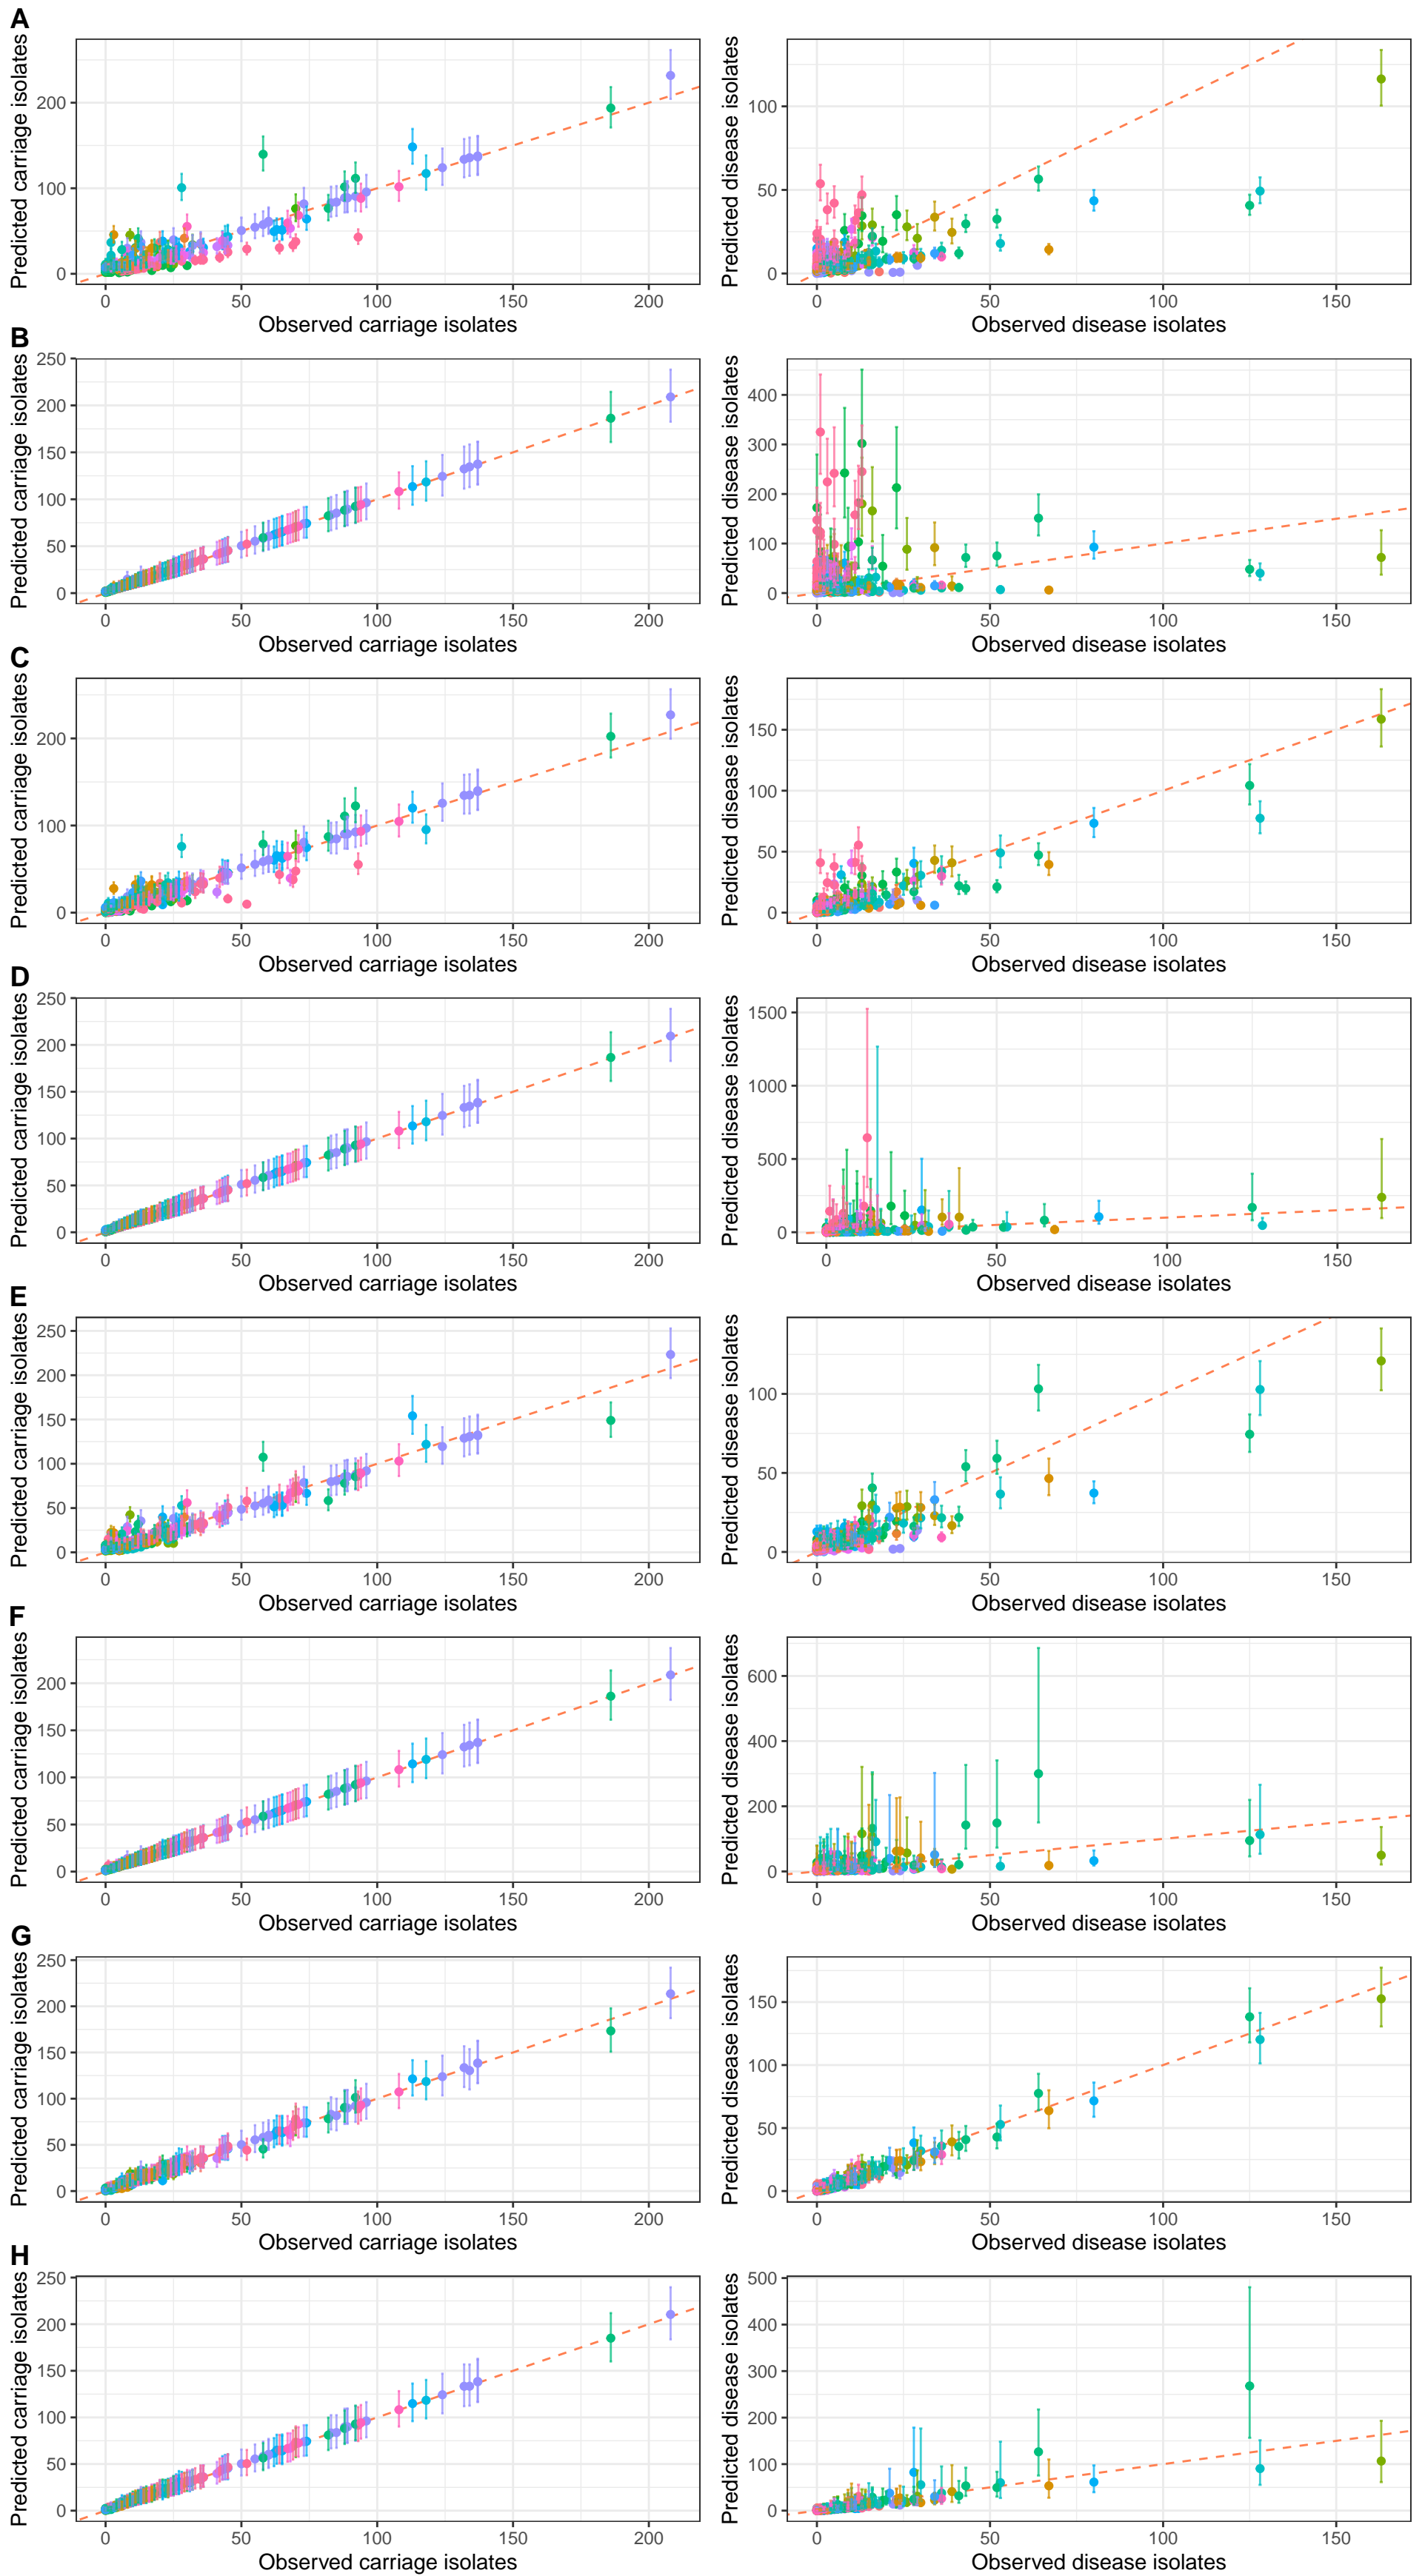 A
Predicted carriage isolates
200
100
0
0 50 100 150 200
Observed carriage isolates
Predicted disease isolates
100
50
0
0 50 100 150
Observed disease isolates
B
Predicted carriage isolates
250
200
150
100
50
0
0 50 100 150 200
Observed carriage isolates
Predicted disease isolates
400
300
200
100
0
0 50 100 150
Observed disease isolates
C
Predicted carriage isolates
200
100
0
0 50 100 150 200
Observed carriage isolates
Predicted disease isolates
150
100
50
0
0 50 100 150
Observed disease isolates
D
Predicted carriage isolates
250
200
150
100
50
0
0 50 100 150 200
Observed carriage isolates
Predicted disease isolates
1500
1000
500
0
0 50 100 150
Observed disease isolates
E
Predicted carriage isolates
250
200
150
100
50
0
0 50 100 150 200
Observed carriage isolates
Predicted disease isolates
100
50
0
0 50 100 150
Observed disease isolates
F
Predicted carriage isolates
200
150
100
50
0
0 50 100 150 200
Observed carriage isolates
Predicted disease isolates
600
400
200
0
0 50 100 150
Observed disease isolates
G
Predicted carriage isolates
250
200
150
100
50
0
0 50 100 150 200
Observed carriage isolates
Predicted disease isolates
150
100
50
0
0 50 100 150
Observed disease isolates
H
Predicted carriage isolates
250
200
150
100
50
0
0 50 100 150 200
Observed carriage isolates
Predicted disease isolates
500
400
300
200
100
0
0 50 100 150
Observed disease isolates